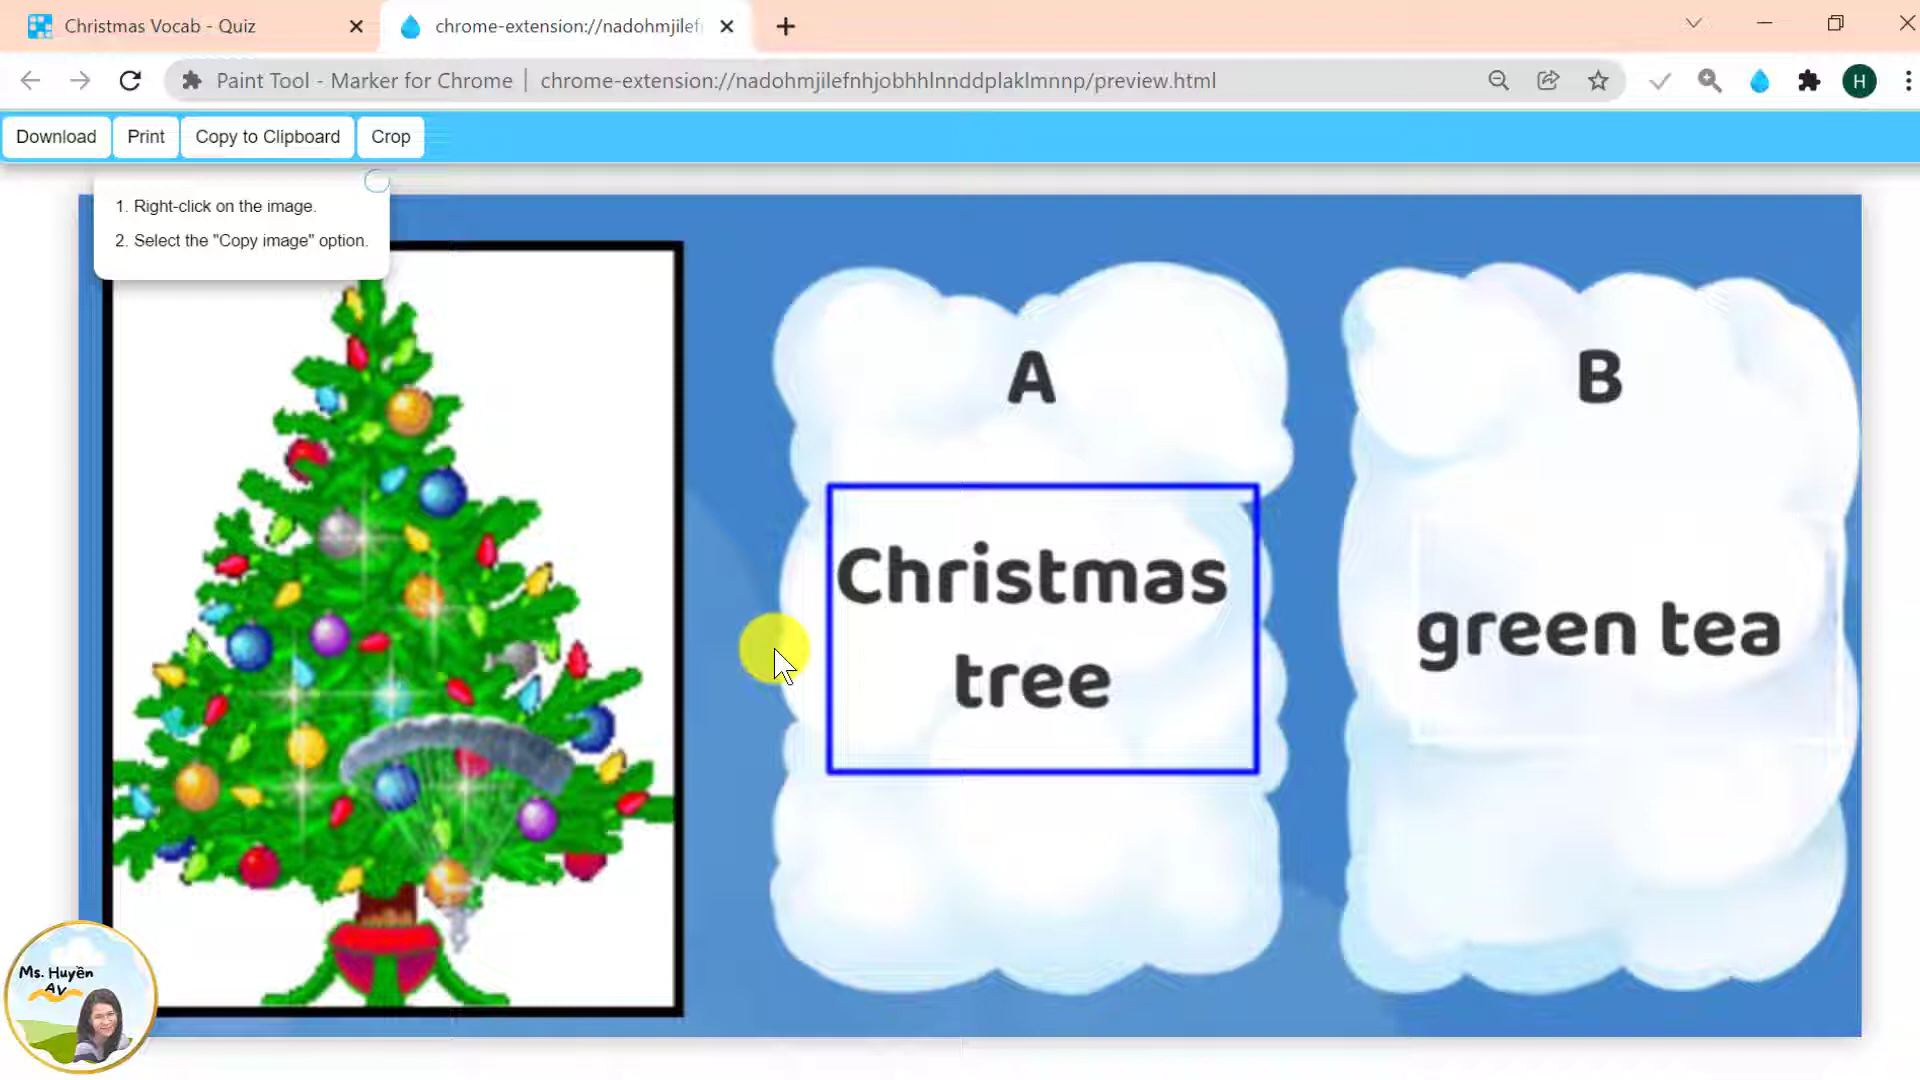 Christmas Vocab - Quiz
chrome-extension://nadohmjilefn
Paint Tool - Marker for Chrome | chrome-extension://nadohmjilefnhjobhhlnnddplaklmnnp/preview.html
H
Download
Print
Copy to Clipboard
Crop
1. Right-click on the image.
2. Select the "Copy image" option.
A
B
Christmas
tree
green tea
Ms. Huyền
AV